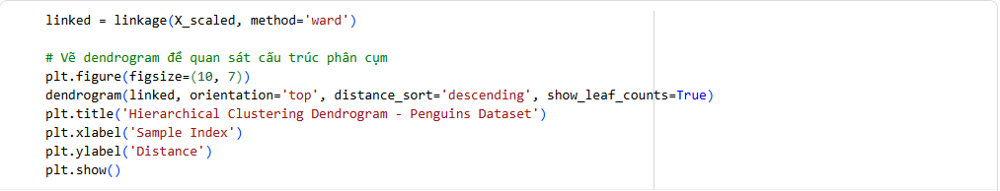 linked = linkage(X_scaled, method='ward')
# Vẽ dendrogram để quan sát cấu trúc phân cụm
plt.figure(figsize=(10, 7))
dendrogram(linked, orientation='top', distance_sort='descending', show_leaf_counts=True)
plt.title('Hierarchical Clustering Dendrogram - Penguins Dataset')
plt.xlabel('Sample Index')
plt.ylabel('Distance')
plt.show()